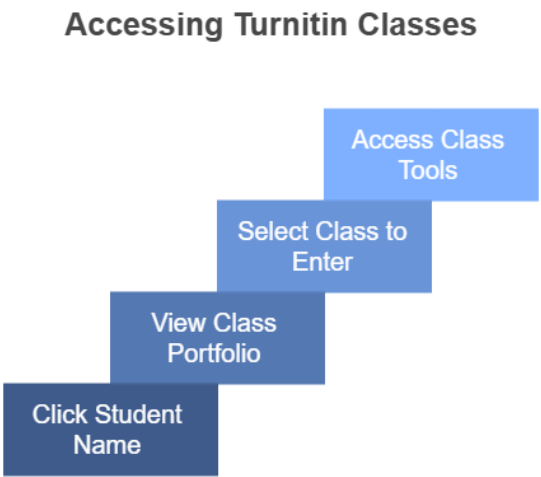 Accessing Turnitin Classes
Access Class
Tools
Select Class to
Enter
View Class
Portfolio
Click Student
Name